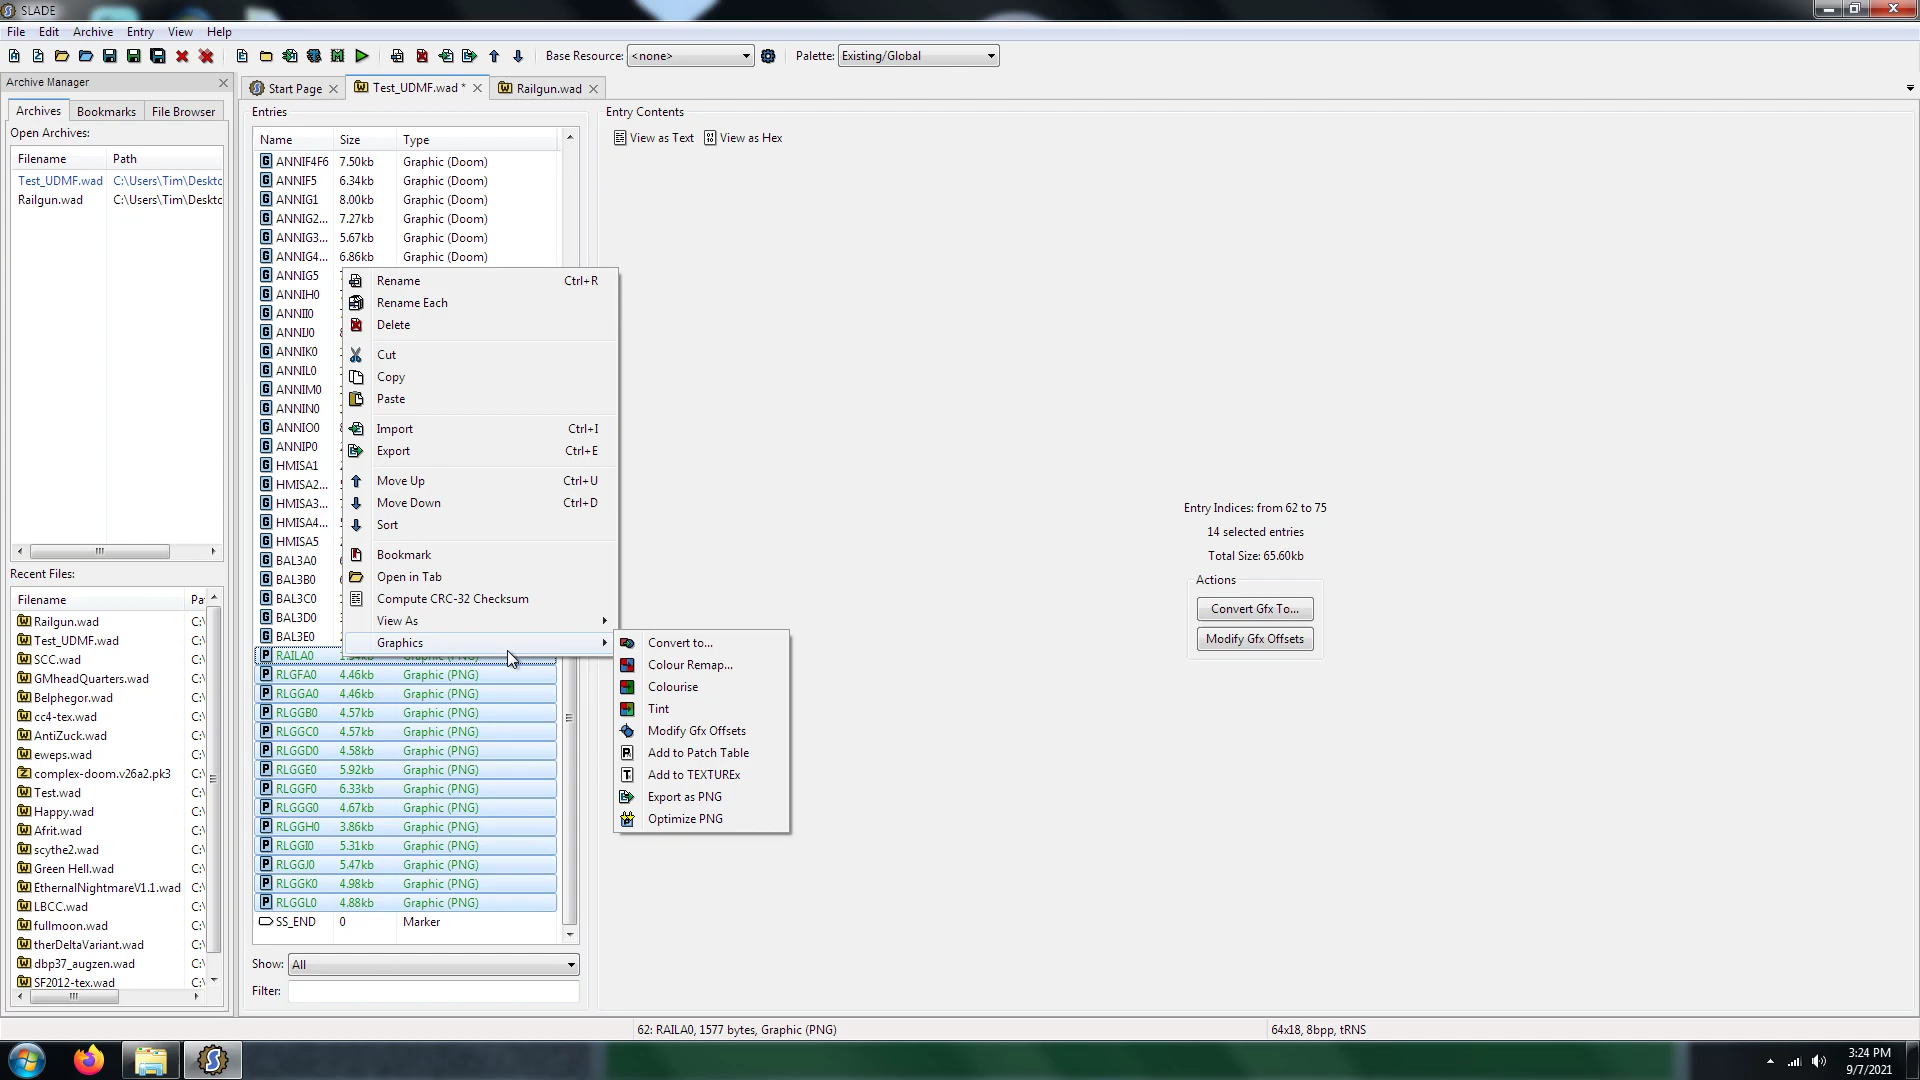 SLADE
File Edit Archive Entry View Help
Base Resource: <none> Palette: Existing/Global
Archive Manager
Start Page Test_UDMF.wad * Railgun.wad
Archives Bookmarks File Browser
Open Archives:
Filename Path
Test_UDMF.wad C:\Users\Tim\Deskto
Railgun.wad C:\Users\Tim\Deskto
Recent Files:
Filename Pa
Railgun.wad C:\
Test_UDMF.wad C:\
SCC.wad C:\
GMheadQuarters.wad C:\
Belphegor.wad C:\
cc4-tex.wad C:\
AntiZuck.wad C:\
eweps.wad C:\
complex-doom.v26a2.pk3 C:\
Test.wad C:\
Happy.wad C:\
Afrit.wad C:\
scythe2.wad C:\
Green Hell.wad C:\
EthernalNightmareV1.1.wad C:\
LBCC.wad C:\
fullmoon.wad C:\
therDeltaVariant.wad C:\
dbp37_augzen.wad C:\
SF2012-tex.wad C:\
Entries
Name Size Type
ANNIF4F6 7.50kb Graphic (Doom)
ANNIF5 6.34kb Graphic (Doom)
ANNIG1 8.00kb Graphic (Doom)
ANNIG2... 7.27kb Graphic (Doom)
ANNIG3... 5.67kb Graphic (Doom)
ANNIG4... 6.86kb Graphic (Doom)
ANNIG5
ANNIH0
ANNII0
ANNIJ0
ANNIK0
ANNIL0
ANNIM0
ANNIN0
ANNIO0
ANNIP0
HMISA1
HMISA2...
HMISA3...
HMISA4...
HMISA5
BAL3A0
BAL3B0
BAL3C0
BAL3D0
BAL3E0
RAILA0
RLGFA0 4.46kb Graphic (PNG)
RLGGA0 4.46kb Graphic (PNG)
RLGGB0 4.57kb Graphic (PNG)
RLGGC0 4.57kb Graphic (PNG)
RLGGD0 4.58kb Graphic (PNG)
RLGGE0 5.92kb Graphic (PNG)
RLGGF0 6.33kb Graphic (PNG)
RLGGG0 4.67kb Graphic (PNG)
RLGGH0 3.86kb Graphic (PNG)
RLGGI0 5.31kb Graphic (PNG)
RLGGJ0 5.47kb Graphic (PNG)
RLGGK0 4.98kb Graphic (PNG)
RLGGL0 4.88kb Graphic (PNG)
SS_END 0 Marker
Show: All
Filter:
Rename Ctrl+R
Rename Each
Delete
Cut
Copy
Paste
Import Ctrl+I
Export Ctrl+E
Move Up Ctrl+U
Move Down Ctrl+D
Sort
Bookmark
Open in Tab
Compute CRC-32 Checksum
View As
Graphics
Convert to...
Colour Remap...
Colourise
Tint
Modify Gfx Offsets
Add to Patch Table
Add to TEXTUREx
Export as PNG
Optimize PNG
Entry Contents
View as Text View as Hex
Entry Indices: from 62 to 75
14 selected entries
Total Size: 65.60kb
Actions
Convert Gfx To...
Modify Gfx Offsets
62: RAILA0, 1577 bytes, Graphic (PNG) 64x18, 8bpp, tRNS
3:24 PM
9/7/2021